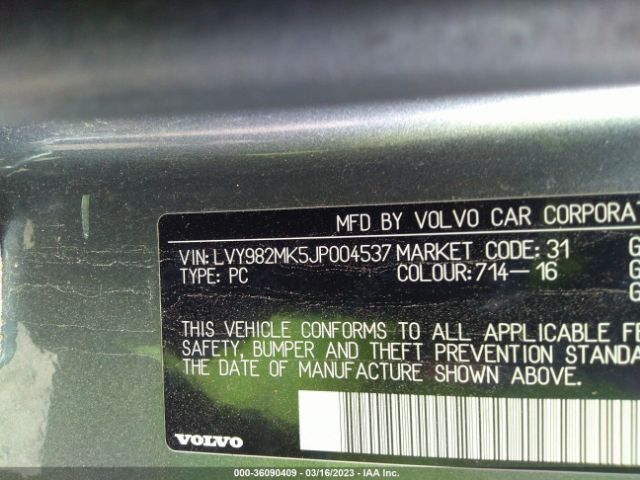 MFD BY VOLVO CAR CORPORAT
VIN: LVY982MK5JP004537 MARKET CODE: 31 G
TYPE: PC COLOUR: 714-16 G
G
THIS VEHICLE CONFORMS TO ALL APPLICABLE FE
SAFETY, BUMPER AND THEFT PREVENTION STANDA
THE DATE OF MANUFACTURE SHOWN ABOVE.
VOLVO
000-36090409 - 03/16/2023 - IAA Inc.